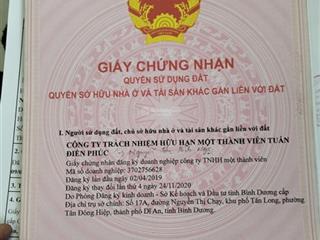 GIẤY CHỨNG NHẬN
QUYỀN SỬ DỤNG ĐẤT
QUYỀN SỞ HỮU NHÀ Ở VÀ TÀI SẢN KHÁC GẮN LIỀN VỚI ĐẤT
I. Người sử dụng đất, chủ sở hữu nhà ở và tài sản khác gắn liền với đất
CÔNG TY TRÁCH NHIỆM HỮU HẠN MỘT THÀNH VIÊN TUẤN
ĐIỀN PHÚC
Giấy chứng nhận đăng ký doanh nghiệp công ty TNHH một thành viên
Mã số doanh nghiệp: 3702756628
Đăng ký lần đầu ngày 02/04/2019
Đăng ký thay đổi lần thứ 4 ngày 24/11/2020
Do Phòng Đăng ký kinh doanh - Sở Kế hoạch và Đầu tư tỉnh Bình Dương cấp
Địa chỉ trụ sở chính: Số 17A, đường Nguyễn Thị Chạy, khu phố Tân Long, phường
Tân Đông Hiệp, thành phố Dĩ An, tỉnh Bình Dương.